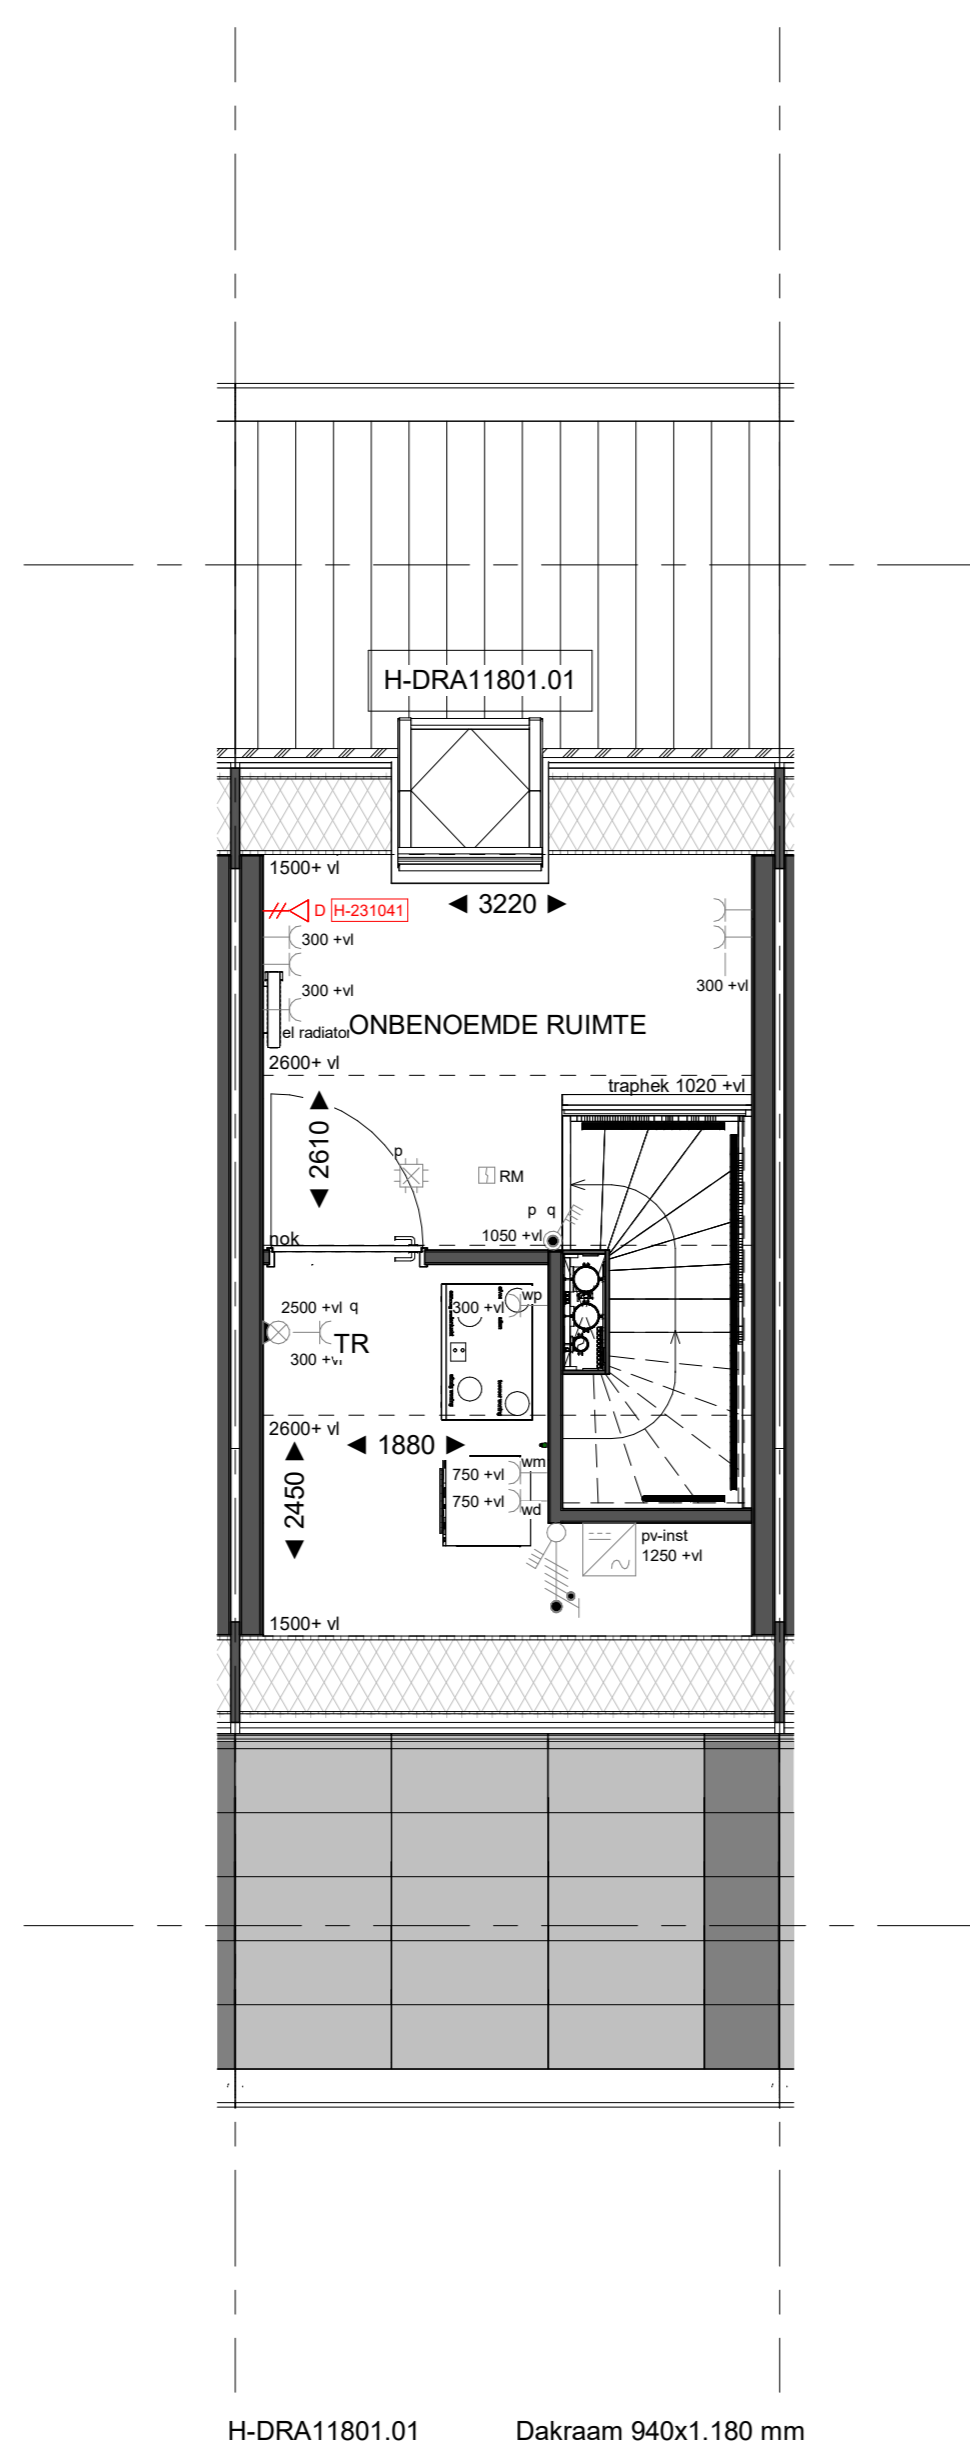 H-DRA11801.01
1500+ vl
D H-231041
3220
300 +vl
300 +vl
300 +vl
el radiator
ONBENOEMDE RUIMTE
2600+ vl
traphek 1020 +vl
2610
p
RM
p q
1050 +vl
nok
wp
300 +vl
2500 +vl q
TR
300 +vl
2600+ vl
1880
2450
wm
750 +vl
750 +vl
wd
pv-inst
1250 +vl
1500+ vl
H-DRA11801.01 Dakraam 940x1.180 mm